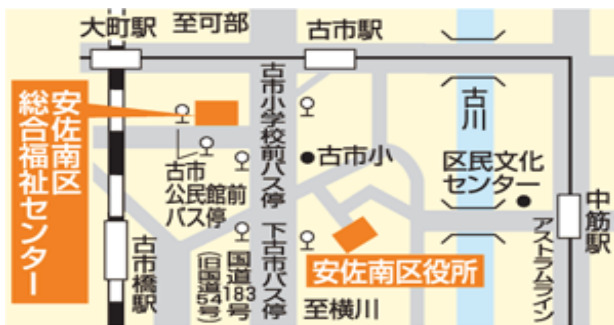 大町駅
至可部
古市駅
安佐南区
総合福祉センター
古市
公民館前
バス停
古市小学校前バス停
古市小
古川
区民文化
センター
中筋駅
アストラムライン
古市橋駅
国道183号
(旧国道54号)
下古市バス停
安佐南区役所
至横川